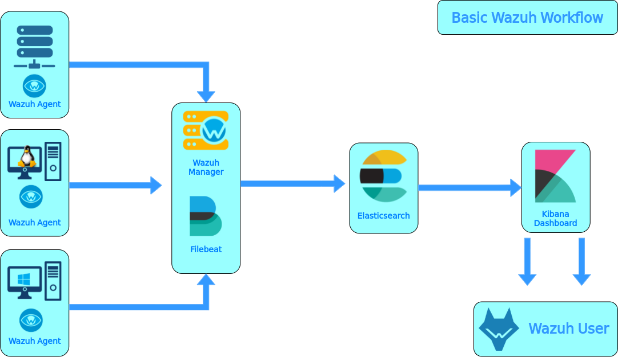 Basic Wazuh Workflow
Wazuh Agent
Wazuh Agent
Wazuh Agent
W
Wazuh
Manager
Filebeat
Elasticsearch
Kibana
Dashboard
Wazuh User